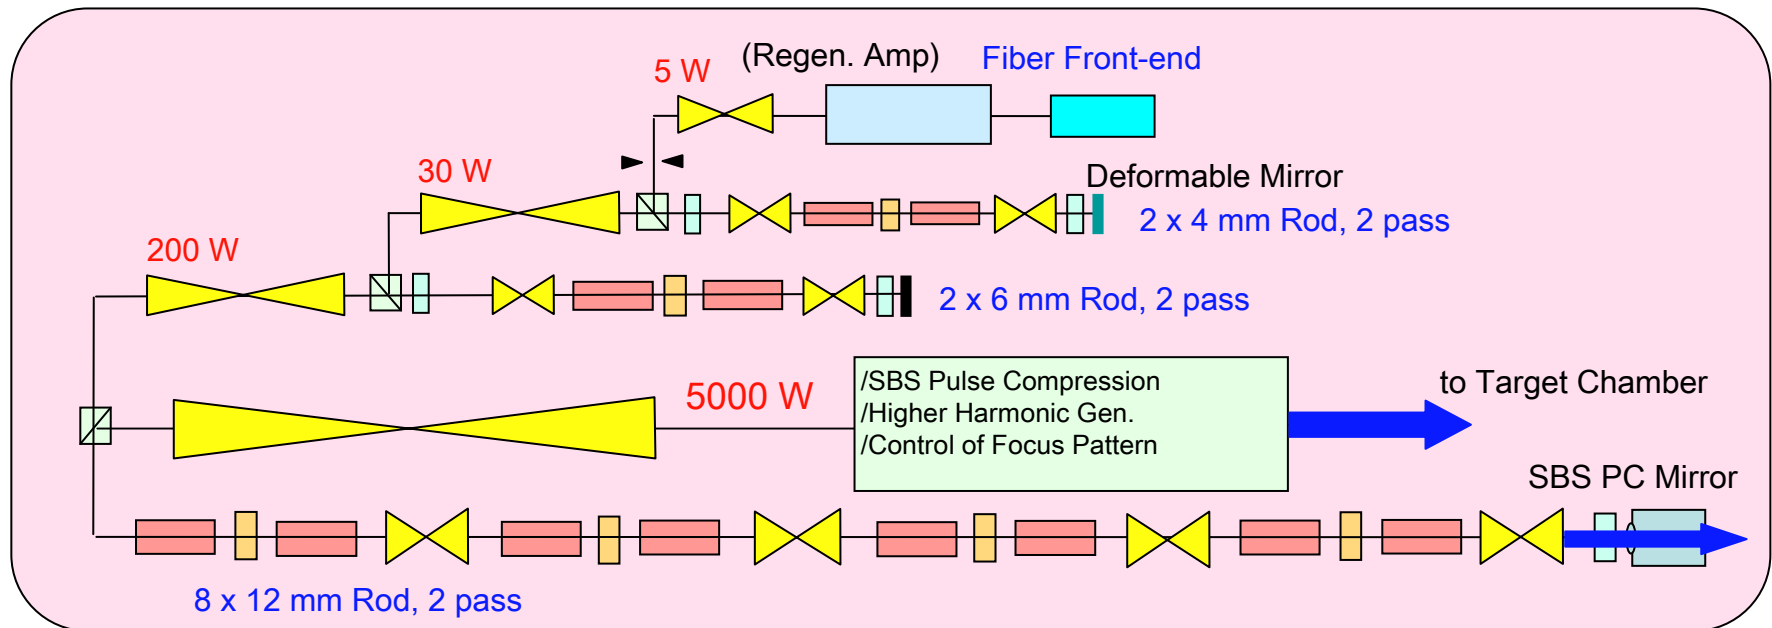 (Regen. Amp)
Fiber Front-end
5 W
30 W
Deformable Mirror
2 x 4 mm Rod, 2 pass
200 W
2 x 6 mm Rod, 2 pass
5000 W
/SBS Pulse Compression
/Higher Harmonic Gen.
/Control of Focus Pattern
to Target Chamber
SBS PC Mirror
8 x 12 mm Rod, 2 pass